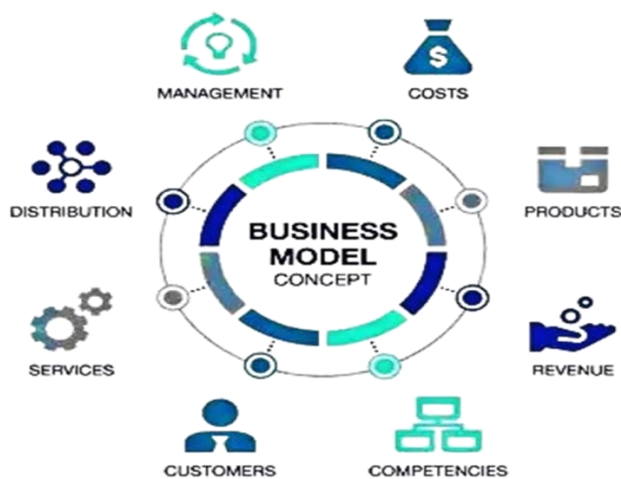 MANAGEMENT
COSTS
$
DISTRIBUTION
PRODUCTS
BUSINESS
MODEL
CONCEPT
SERVICES
REVENUE
CUSTOMERS
COMPETENCIES